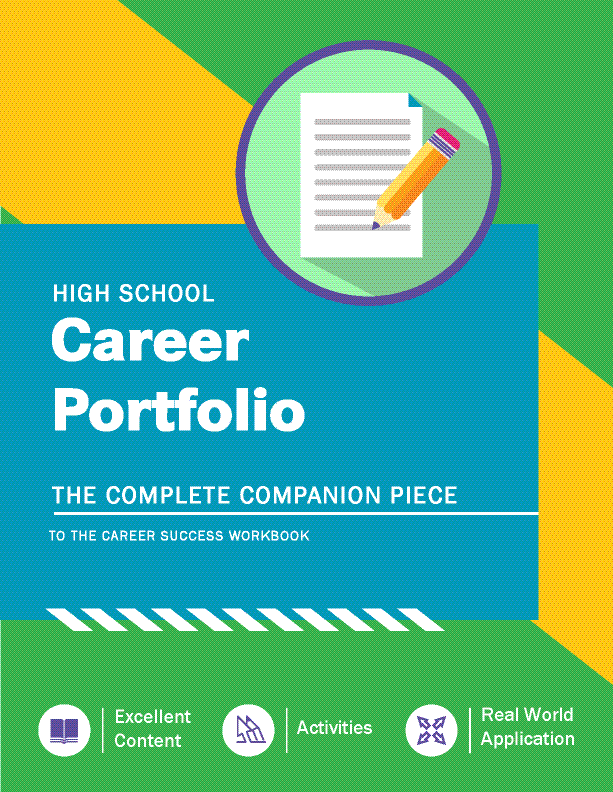 HIGH SCHOOL
Career
Portfolio
THE COMPLETE COMPANION PIECE
TO THE CAREER SUCCESS WORKBOOK
Excellent
Content
Activities
Real World
Application